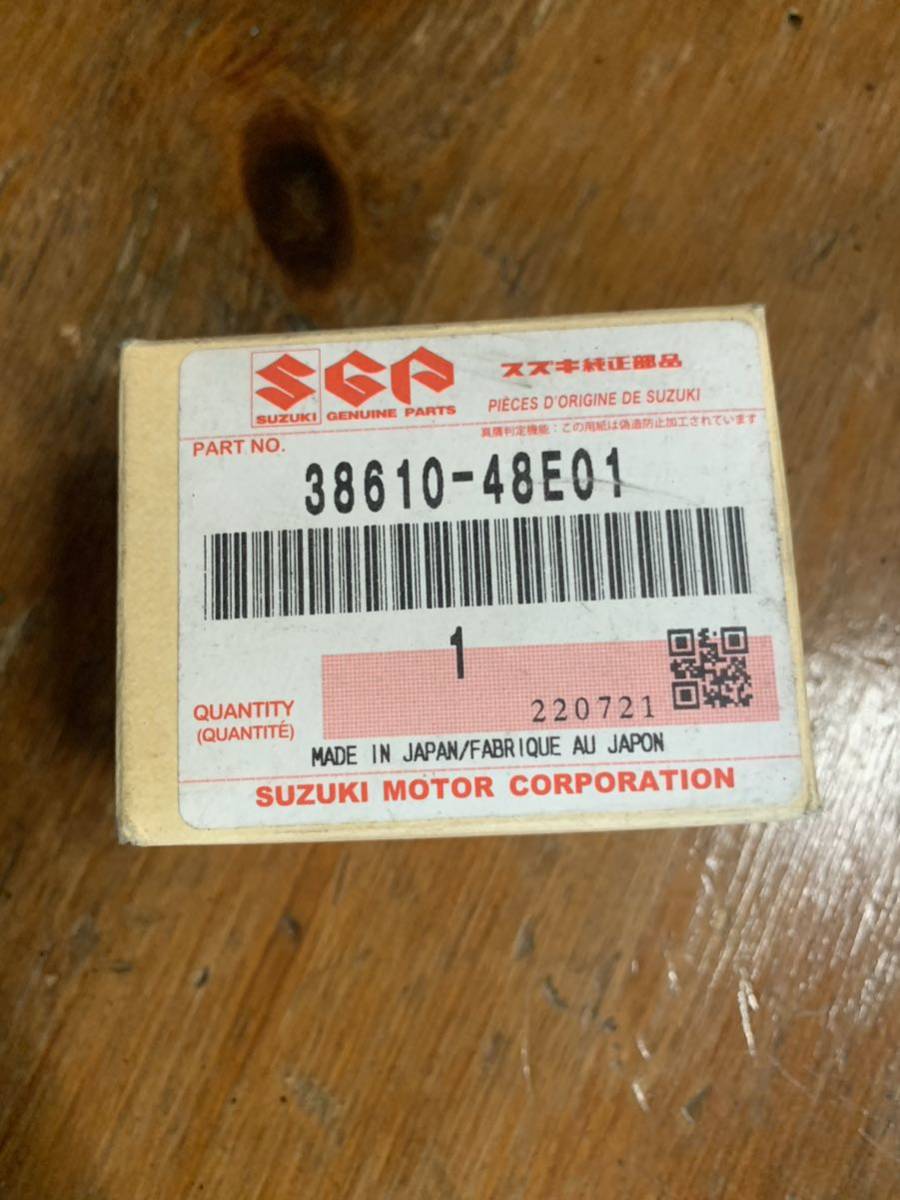 SGP
スズキ純正部品
SUZUKI GENUINE PARTS
PIÈCES D'ORIGINE DE SUZUKI
真贋判定機能:この用紙は偽造防止加工されています
PART NO.
38610-48E01
1
QUANTITY
(QUANTITÉ)
220721
MADE IN JAPAN/FABRIQUE AU JAPON
SUZUKI MOTOR CORPORATION